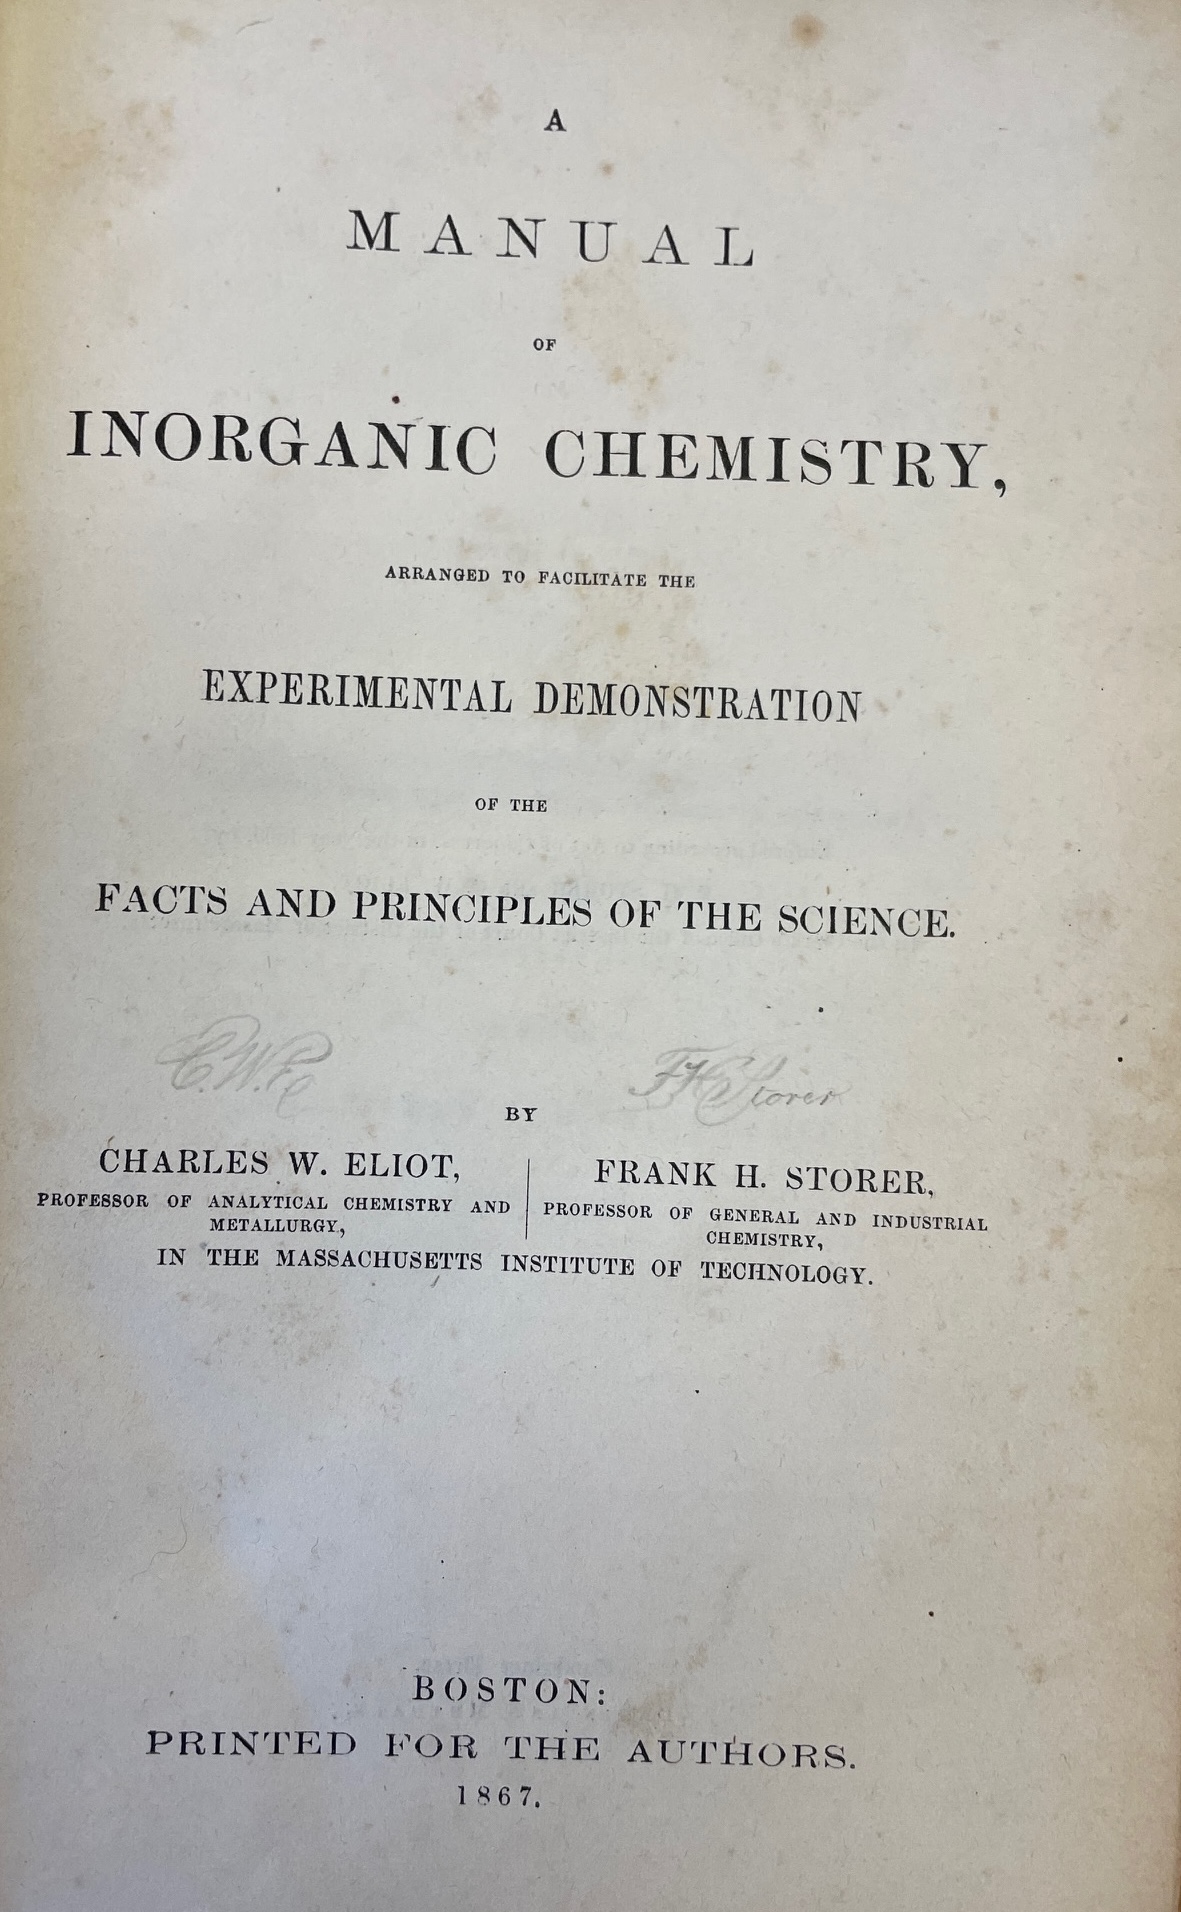 A
MANUAL
OF
INORGANIC CHEMISTRY,
ARRANGED TO FACILITATE THE
EXPERIMENTAL DEMONSTRATION
OF THE
FACTS AND PRINCIPLES OF THE SCIENCE.
F H Storer
BY
CHARLES W. ELIOT,
PROFESSOR OF ANALYTICAL CHEMISTRY AND
METALLURGY,
FRANK H. STORER,
PROFESSOR OF GENERAL AND INDUSTRIAL
CHEMISTRY,
IN THE MASSACHUSETTS INSTITUTE OF TECHNOLOGY.
BOSTON:
PRINTED FOR THE AUTHORS.
1867.